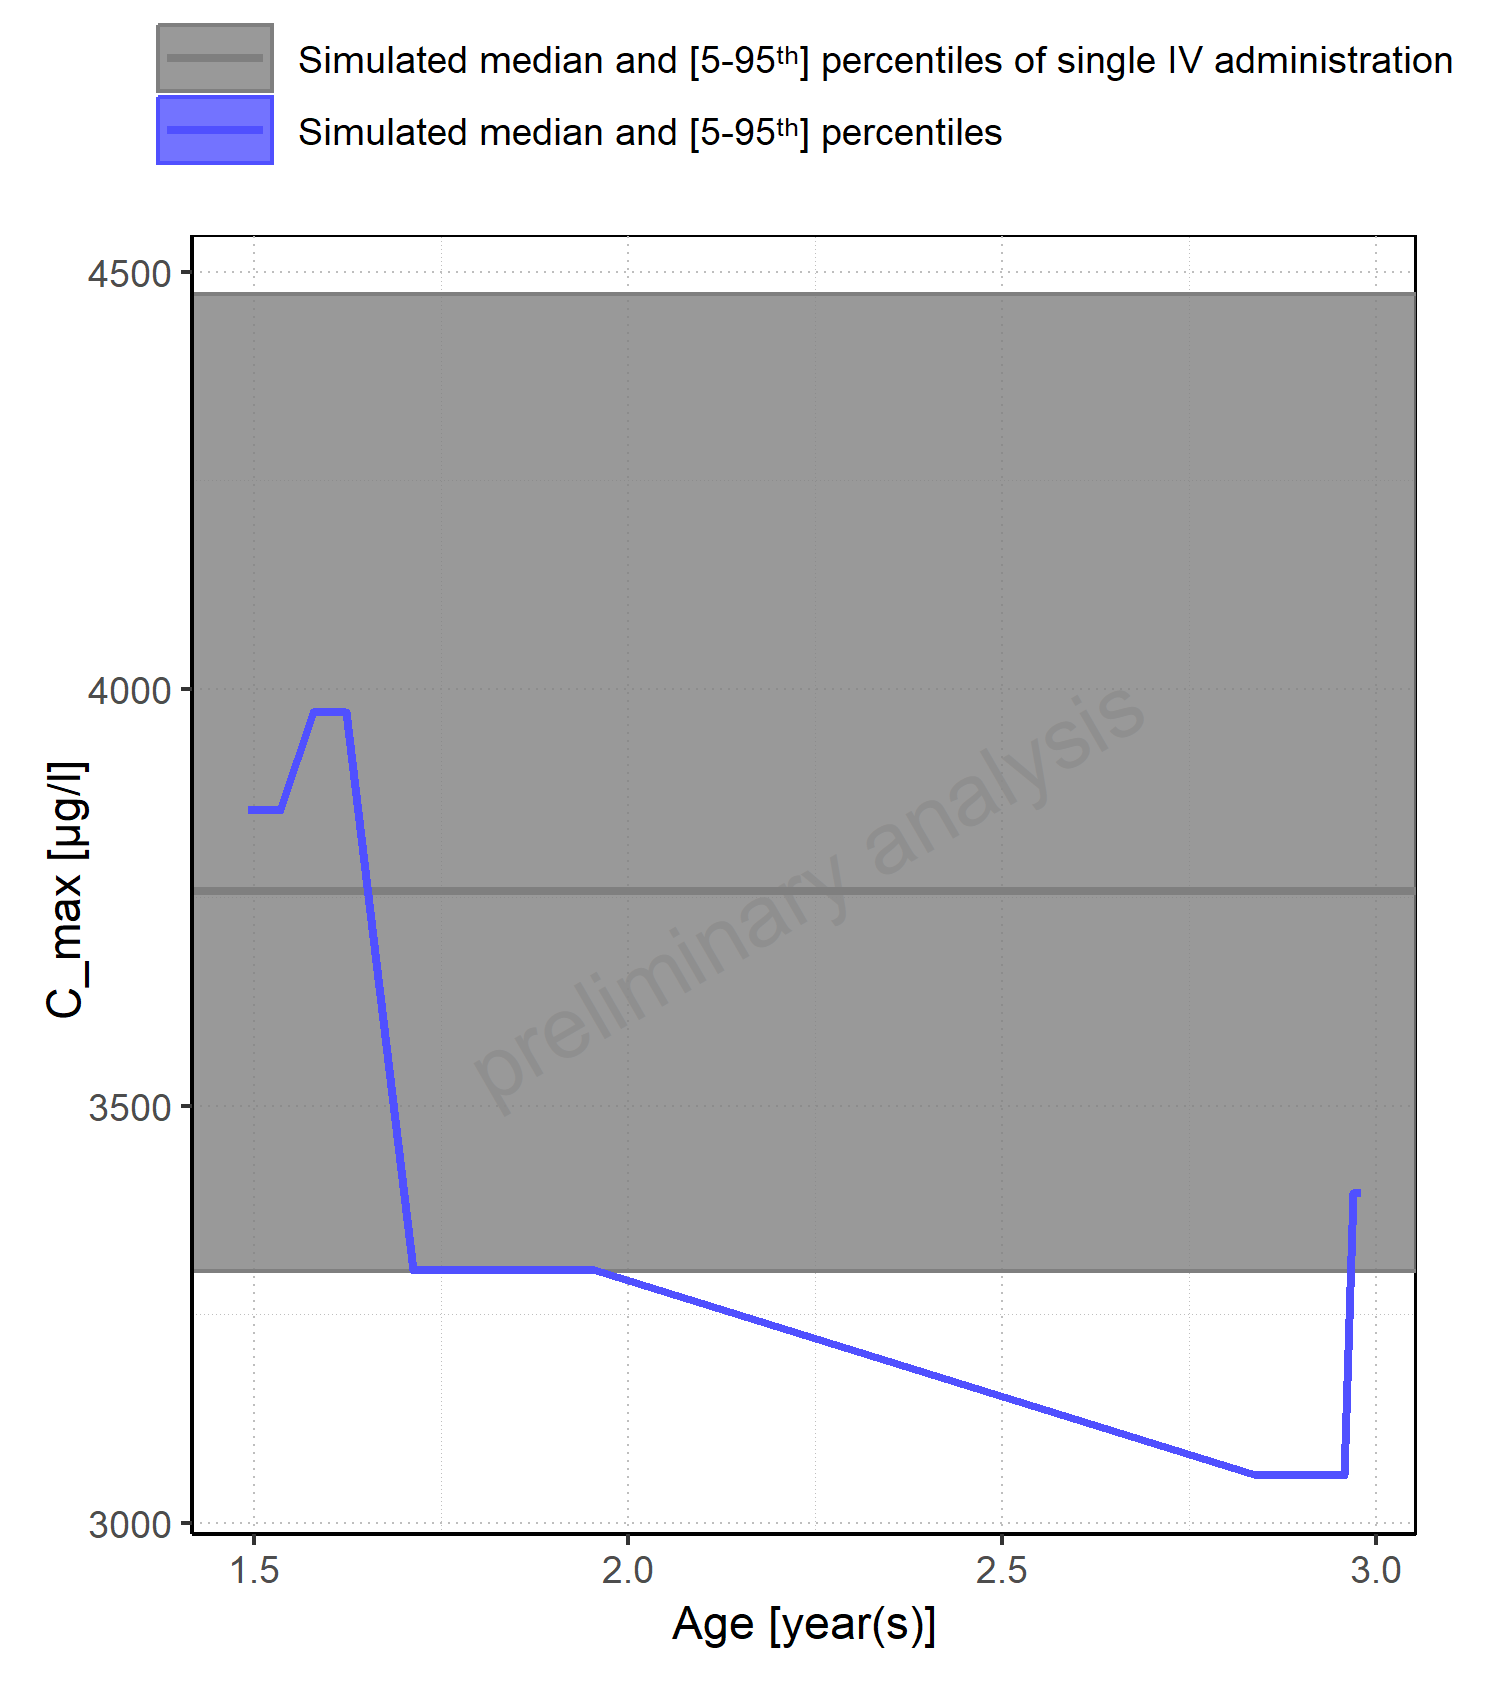 Simulated median and [5-95ᵗʰ] percentiles of single IV administration
Simulated median and [5-95ᵗʰ] percentiles
4500
4000
3500
3000
C_max [µg/l]
preliminary analysis
1.5 2.0 2.5 3.0
Age [year(s)]